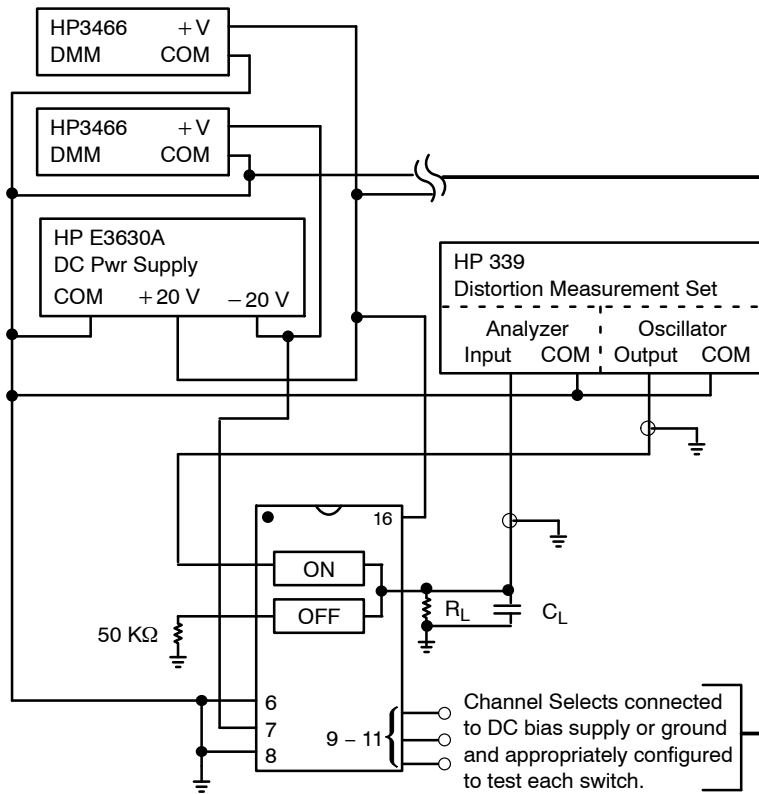 HP3466 +V
DMM COM
HP3466 +V
DMM COM
HP E3630A
DC Pwr Supply
COM +20 V −20 V
HP 339
Distortion Measurement Set
Analyzer Oscillator
Input COM Output COM
16
ON
OFF
50 KΩ
RL
CL
6
7
8
9 − 11
Channel Selects connected
to DC bias supply or ground
and appropriately configured
to test each switch.